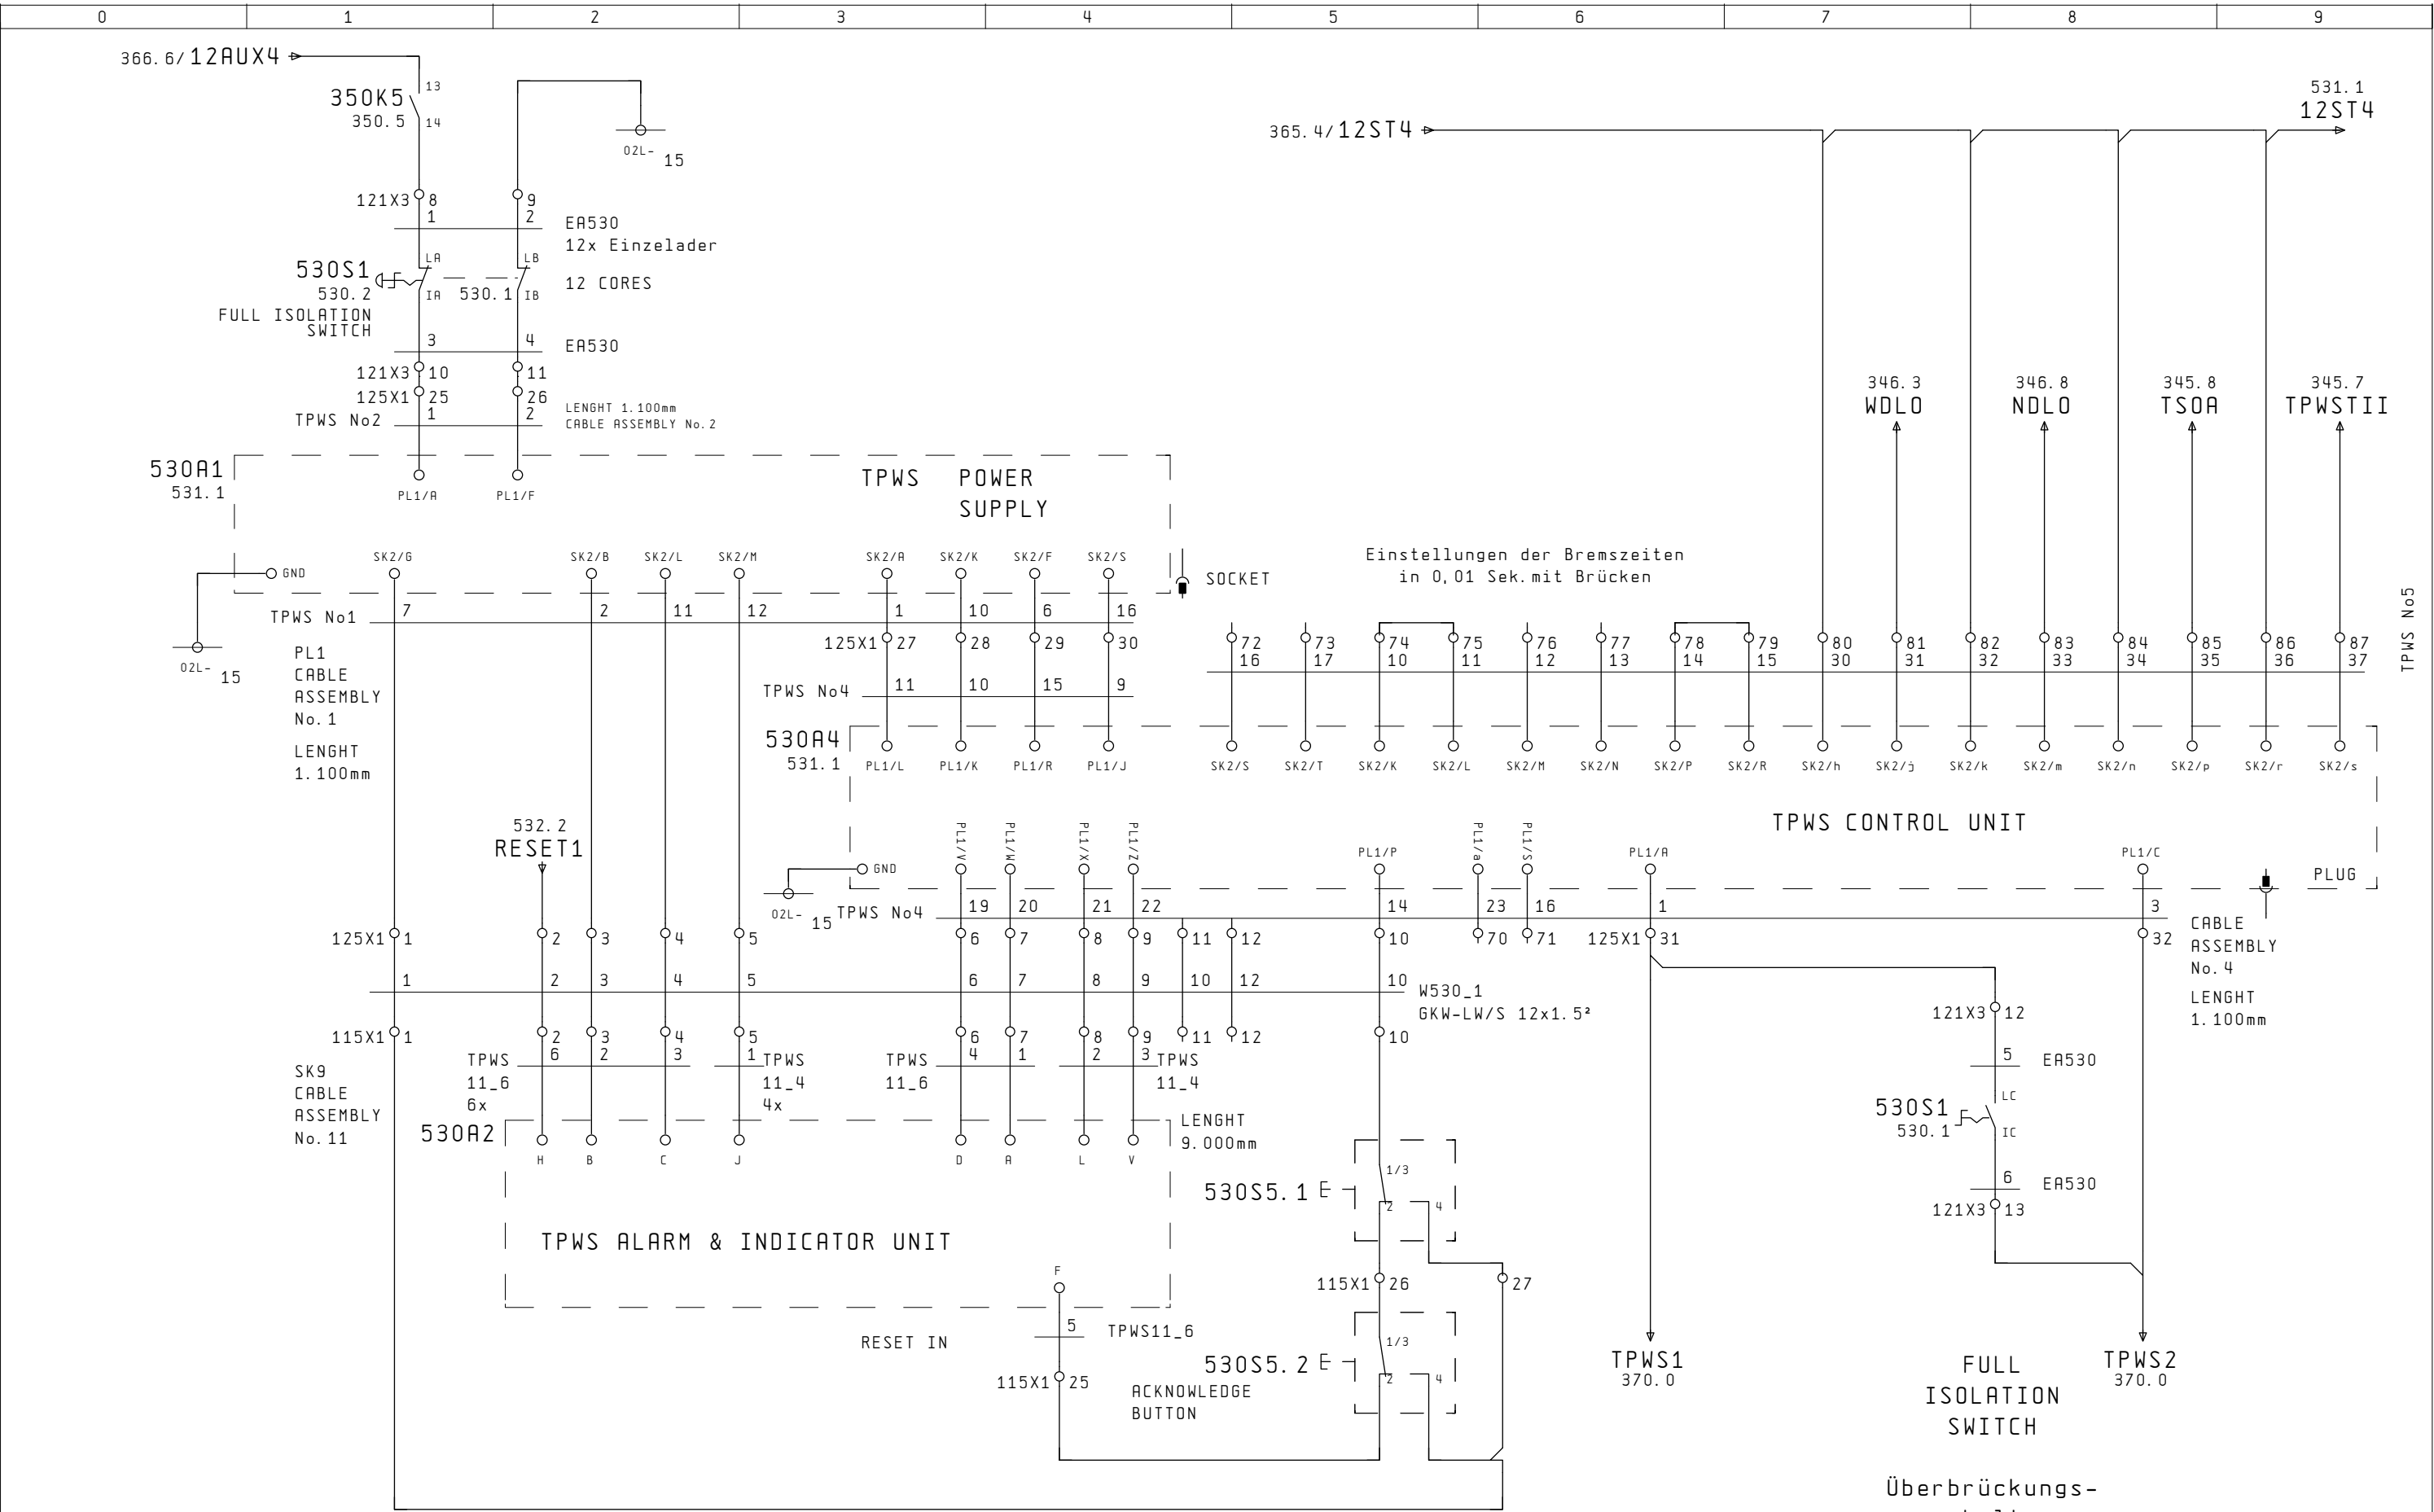 0 1 2 3 4 5 6 7 8 9
366.6/12AUX4
13
350K5
350.5 14
02L- 15
365.4/12ST4
531.1
12ST4
121X3 8 9
1 2 EA530
12x Einzelader
LA LB
530S1
530.2 IA 530.1 IB
12 CORES
FULL ISOLATION
SWITCH
3 4 EA530
121X3 10 11
125X1 25 26
TPWS No2 1 2
LENGHT 1.100mm
CABLE ASSEMBLY No.2
346.3 346.8 345.8 345.7
WDLO NDLO TSOA TPWSTII
530A1
531.1
PL1/A PL1/F
TPWS POWER
SUPPLY
SK2/G SK2/B SK2/L SK2/M SK2/A SK2/K SK2/F SK2/S
GND
SOCKET
Einstellungen der Bremszeiten
in 0,01 Sek.mit Brücken
TPWS No5
TPWS No1 7 2 11 12 1 10 6 16
02L- 15
125X1 27 28 29 30
72 73 74 75 76 77 78 79 80 81 82 83 84 85 86 87
16 17 10 11 12 13 14 15 30 31 32 33 34 35 36 37
PL1
CABLE
ASSEMBLY
No.1
LENGHT
1.100mm
TPWS No4 11 10 15 9
530A4
531.1
PL1/L PL1/K PL1/R PL1/J
SK2/S SK2/T SK2/K SK2/L SK2/M SK2/N SK2/P SK2/R SK2/h SK2/j SK2/k SK2/m SK2/n SK2/p SK2/r SK2/s
TPWS CONTROL UNIT
532.2
RESET1
PL1/V PL1/W PL1/X PL1/Z PL1/P PL1/a PL1/S PL1/A PL1/C
GND
PLUG
02L- 15
TPWS No4 19 20 21 22 14 23 16 1 3
125X1 1 2 3 4 5 6 7 8 9 11 12 10 70 71 125X1 31 32
CABLE
ASSEMBLY
No.4
LENGHT
1.100mm
1 2 3 4 5 6 7 8 9 10 12 10
W530_1
GKW-LW/S 12x1.5²
115X1 1 2 3 4 5 6 7 8 9 11 12 10
121X3 12
5 EA530
SK9
CABLE
ASSEMBLY
No.11
TPWS
11_6
6x
6 2 3 1
TPWS
11_4
4x
TPWS
11_6
4 1 2 3
TPWS
11_4
LENGHT
9.000mm
530A2
H B C J D A L V
LC
530S1
530.1 IC
6 EA530
121X3 13
530S5.1
1/3
2 4
TPWS ALARM & INDICATOR UNIT
F
115X1 26 27
RESET IN
5 TPWS11_6
530S5.2
1/3
2 4
115X1 25
ACKNOWLEDGE
BUTTON
TPWS1
370.0
TPWS2
370.0
FULL
ISOLATION
SWITCH
Überbrückungs-